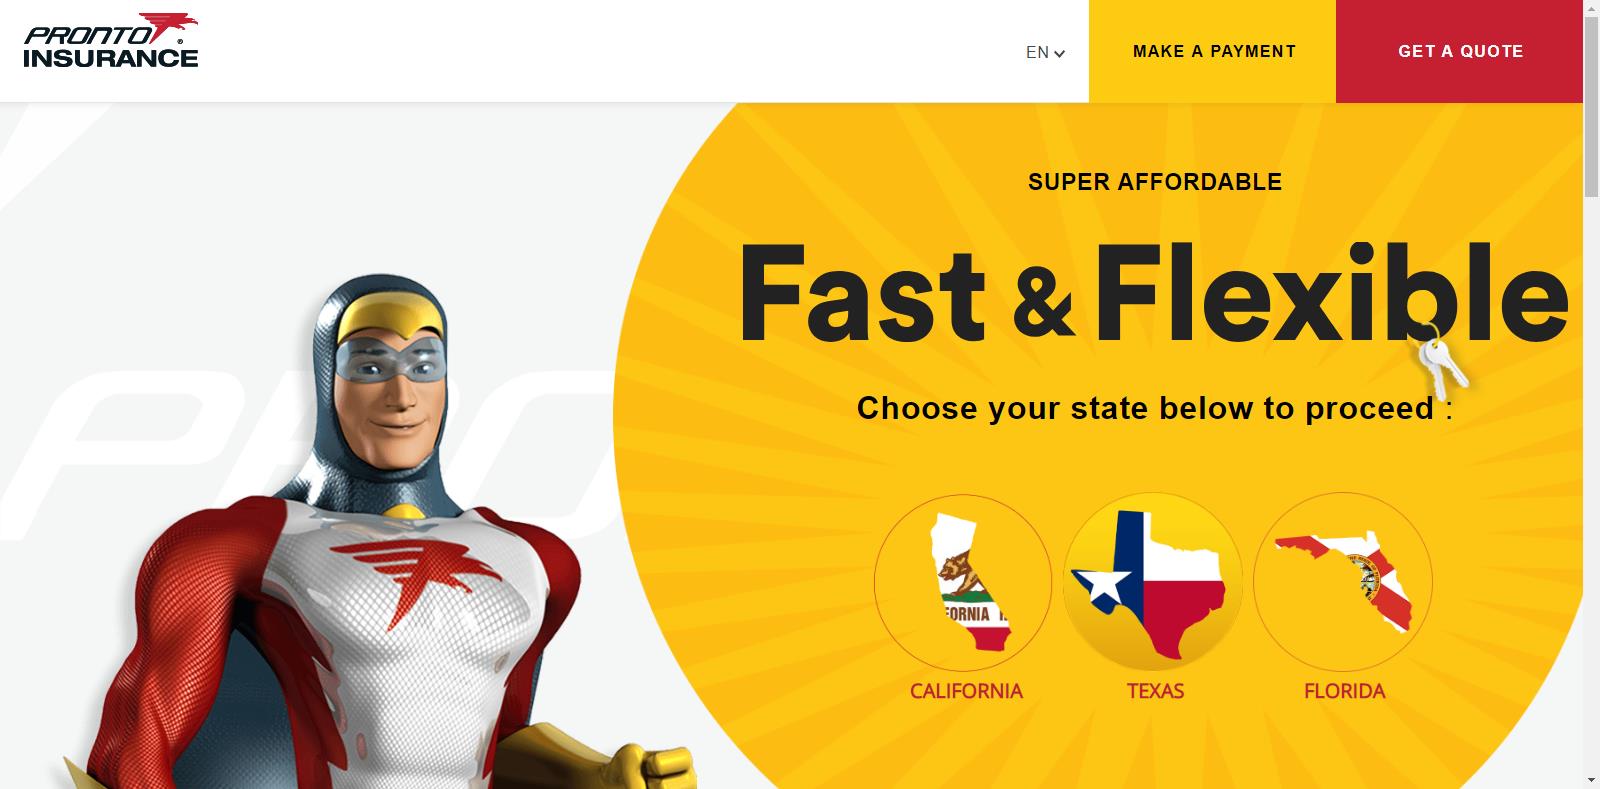 PRONTO
INSURANCE
EN
MAKE A PAYMENT
GET A QUOTE
SUPER AFFORDABLE
Fast & Flexible
Choose your state below to proceed :
CALIFORNIA
TEXAS
FLORIDA